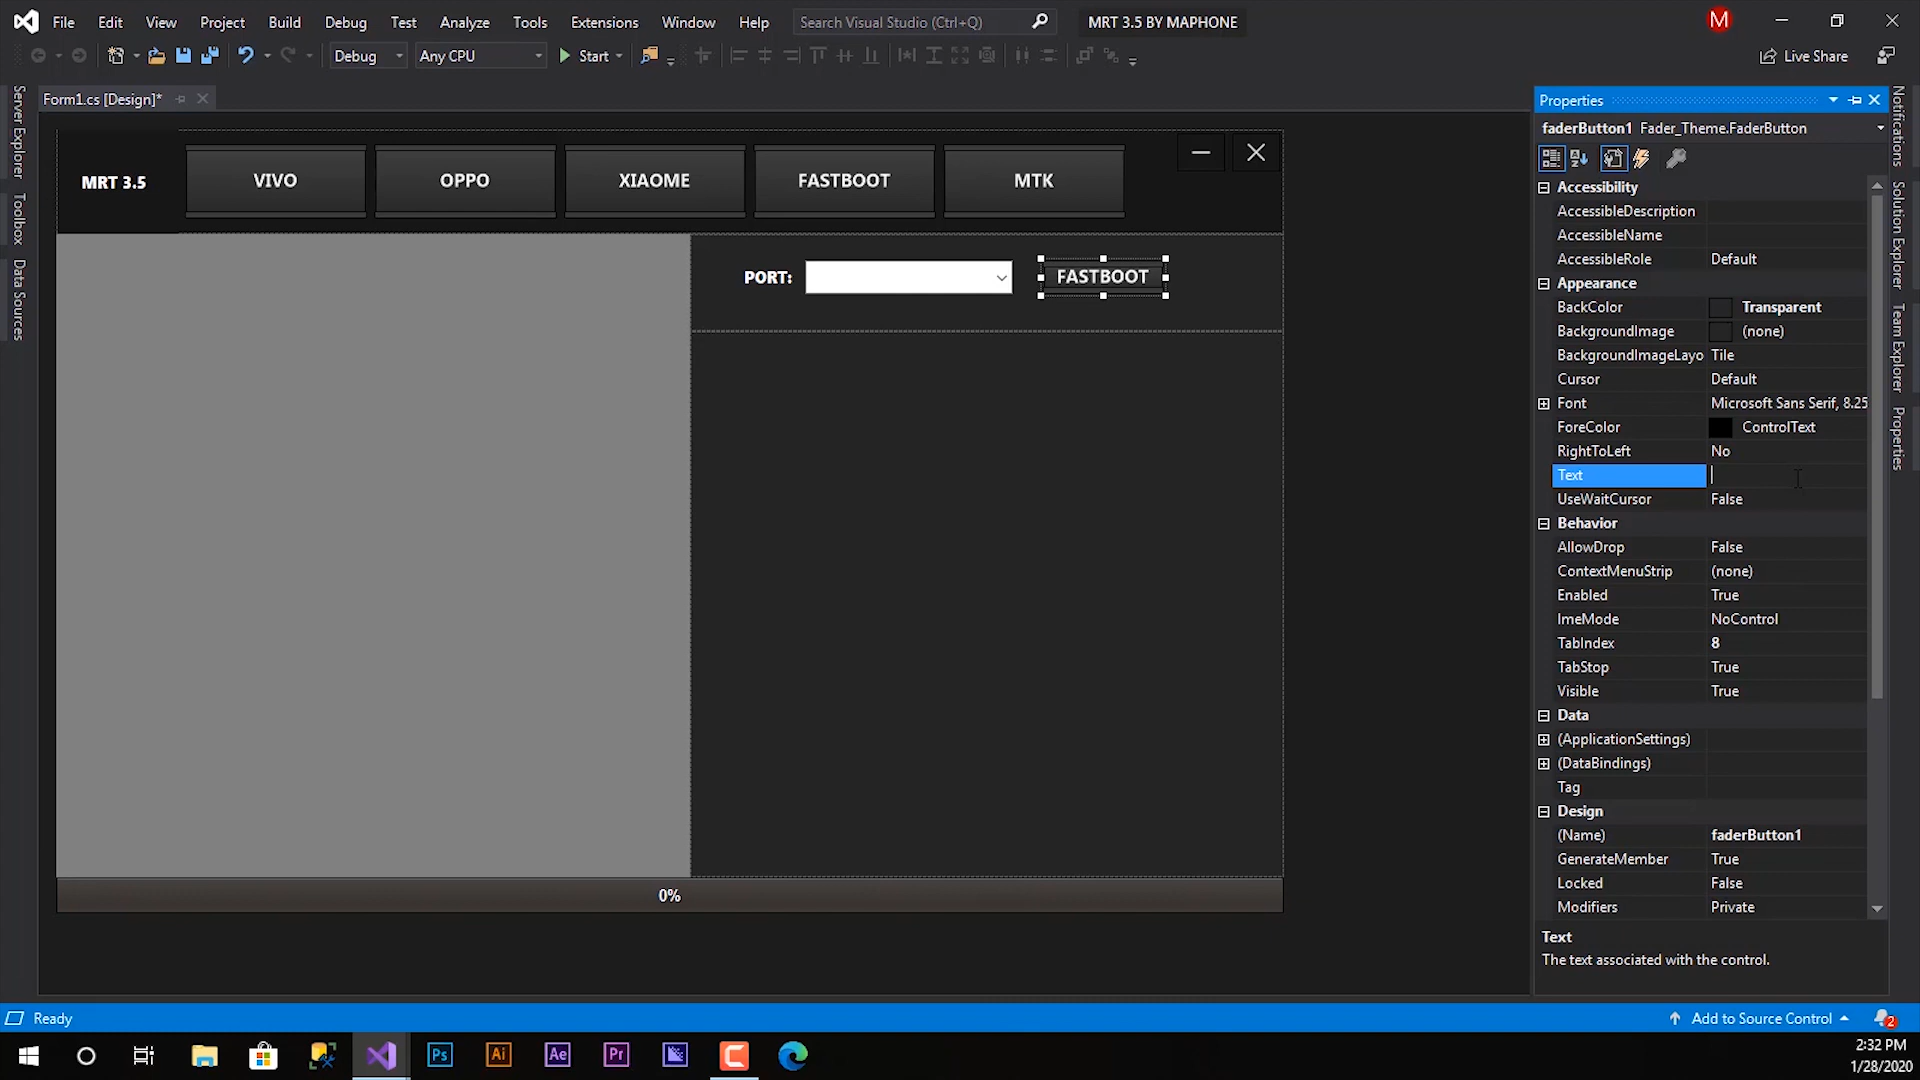 File Edit View Project Build Debug Test Analyze Tools Extensions Window Help Search Visual Studio (Ctrl+Q) MRT 3.5 BY MAPHONE M
Debug Any CPU Start Live Share
Form1.cs [Design]*
Server Explorer
Toolbox
Data Sources
MRT 3.5 VIVO OPPO XIAOME FASTBOOT MTK
PORT: FASTBOOT
0%
Properties
faderButton1 Fader_Theme.FaderButton
Accessibility
AccessibleDescription
AccessibleName
AccessibleRole Default
Appearance
BackColor Transparent
BackgroundImage (none)
BackgroundImageLayo Tile
Cursor Default
Font Microsoft Sans Serif, 8.25
ForeColor ControlText
RightToLeft No
Text
UseWaitCursor False
Behavior
AllowDrop False
ContextMenuStrip (none)
Enabled True
ImeMode NoControl
TabIndex 8
TabStop True
Visible True
Data
(ApplicationSettings)
(DataBindings)
Tag
Design
(Name) faderButton1
GenerateMember True
Locked False
Modifiers Private
Text
The text associated with the control.
Notifications
Solution Explorer
Team Explorer
Properties
Ready Add to Source Control 2
Ps Ai Ae Pr
2:32 PM
1/28/2020